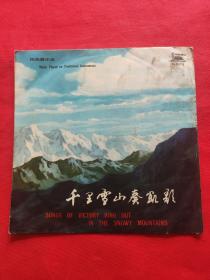 民族器乐曲
Music Played on Traditional Instruments
千里雪山奏凯歌
SONGS OF VICTORY RING OUT
IN THE SNOWY MOUNTAINS